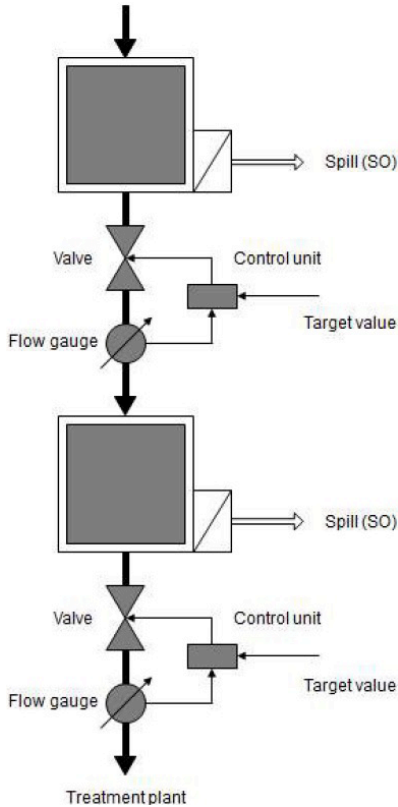 Spill (SO)
Valve
Control unit
Target value
Flow gauge
Spill (SO)
Valve
Control unit
Target value
Flow gauge
Treatment plant